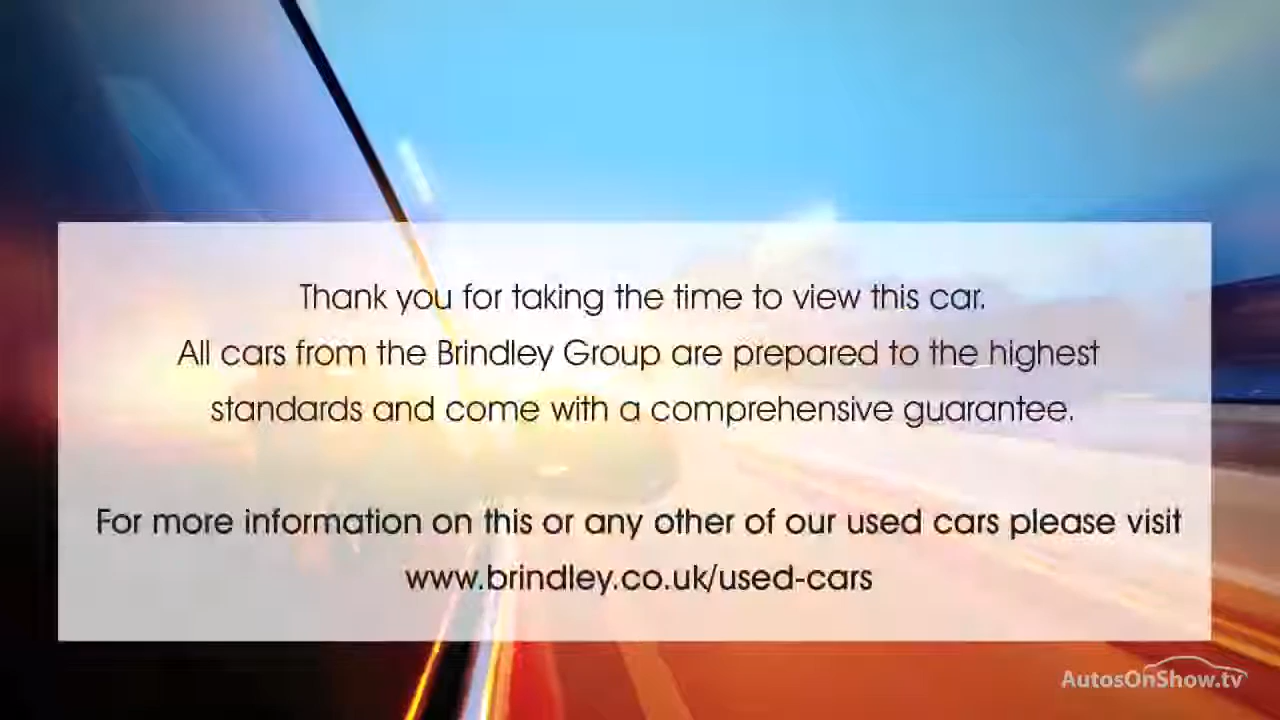 Thank you for taking the time to view this car.
All cars from the Brindley Group are prepared to the highest
standards and come with a comprehensive guarantee.
For more information on this or any other of our used cars please visit
www.brindley.co.uk/used-cars
AutosOnShow.tv